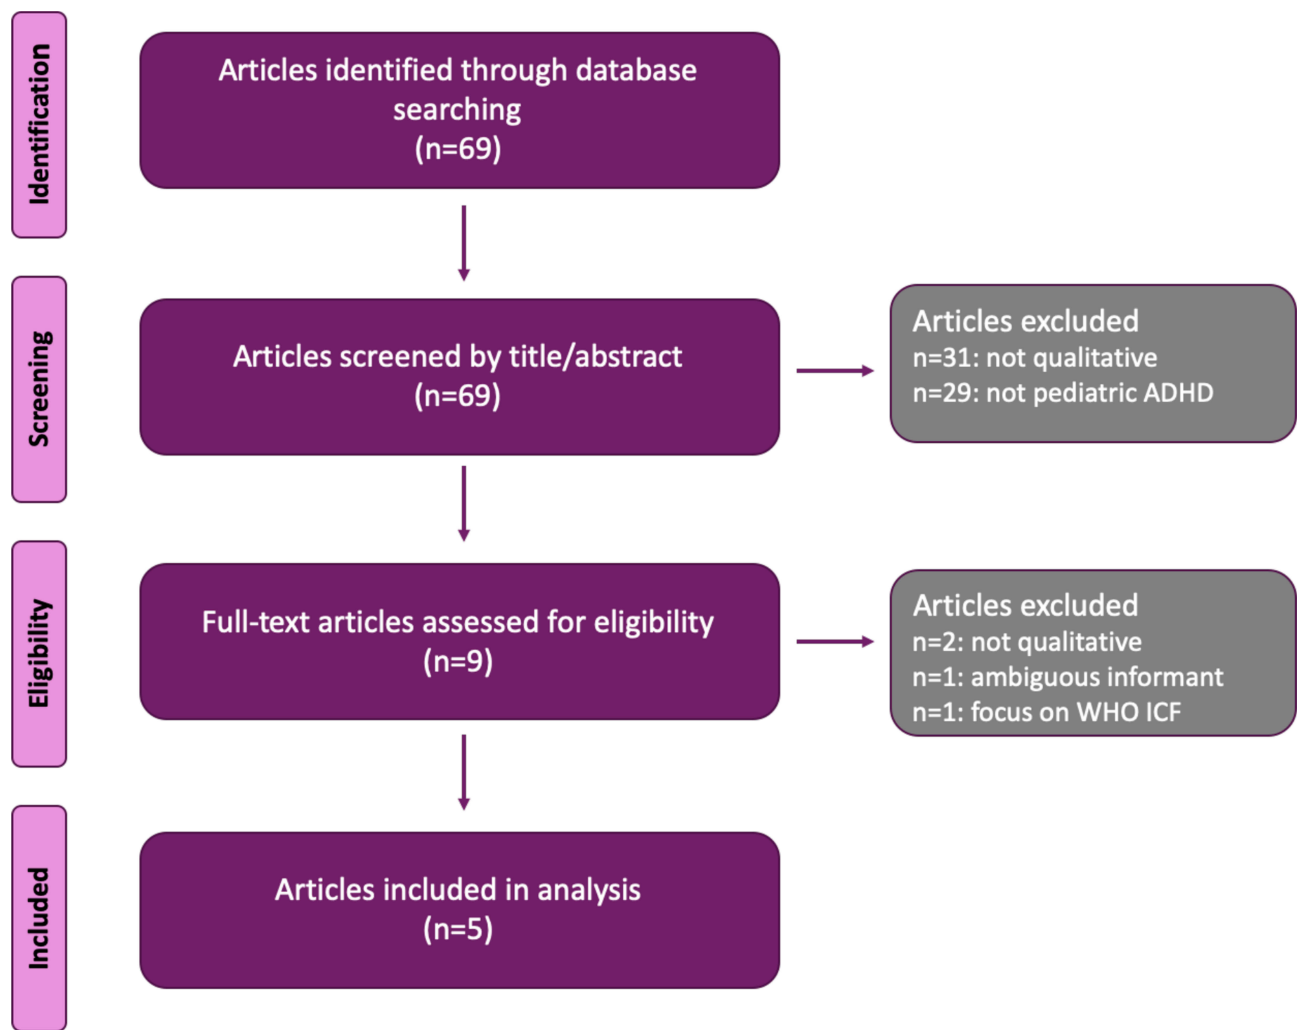 Identification
Articles identified through database
searching
(n=69)
Screening
Articles screened by title/abstract
(n=69)
Articles excluded
n=31: not qualitative
n=29: not pediatric ADHD
Eligibility
Full-text articles assessed for eligibility
(n=9)
Articles excluded
n=2: not qualitative
n=1: ambiguous informant
n=1: focus on WHO ICF
Included
Articles included in analysis
(n=5)